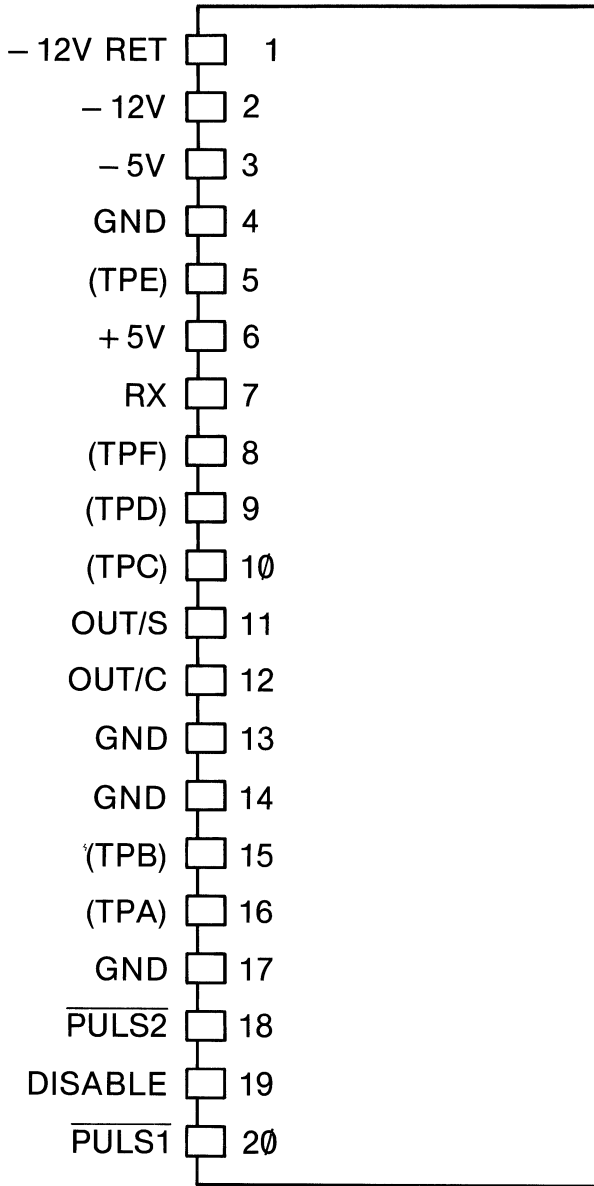 – 12V RET 1
– 12V 2
– 5V 3
GND 4
(TPE) 5
+ 5V 6
RX 7
(TPF) 8
(TPD) 9
(TPC) 10
OUT/S 11
OUT/C 12
GND 13
GND 14
(TPB) 15
(TPA) 16
GND 17
PULS2 18
DISABLE 19
PULS1 20